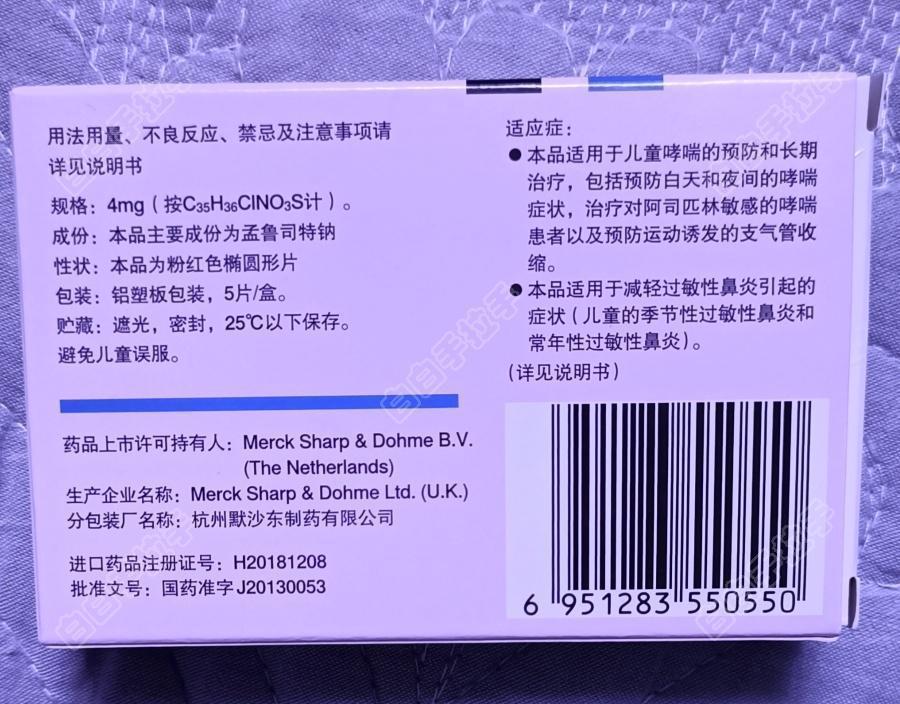 用法用量、不良反应、禁忌及注意事项请
详见说明书
规格：4mg（按C₃₅H₃₆ClNO₃S计）。
成份：本品主要成份为孟鲁司特钠
性状：本品为粉红色椭圆形片
包装：铝塑板包装，5片/盒。
贮藏：遮光，密封，25℃以下保存。
避免儿童误服。
药品上市许可持有人：Merck Sharp & Dohme B.V.
(The Netherlands)
生产企业名称：Merck Sharp & Dohme Ltd. (U.K.)
分包装厂名称：杭州默沙东制药有限公司
进口药品注册证号：H20181208
批准文号：国药准字J20130053
适应症：
●本品适用于儿童哮喘的预防和长期
治疗，包括预防白天和夜间的哮喘
症状，治疗对阿司匹林敏感的哮喘
患者以及预防运动诱发的支气管收
缩。
●本品适用于减轻过敏性鼻炎引起的
症状（儿童的季节性过敏性鼻炎和
常年性过敏性鼻炎）。
(详见说明书)
6 951283 550550
白白手拉手